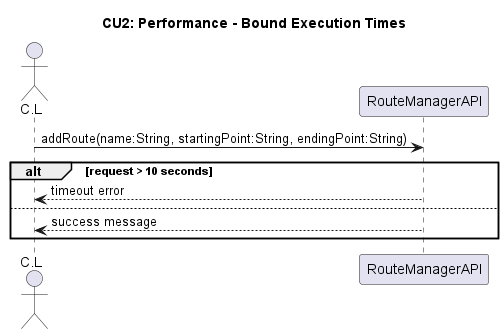 CU2: Performance - Bound Execution Times
C.L
RouteManagerAPI
addRoute(name:String, startingPoint:String, endingPoint:String)
alt [request > 10 seconds]
timeout error
success message
C.L
RouteManagerAPI